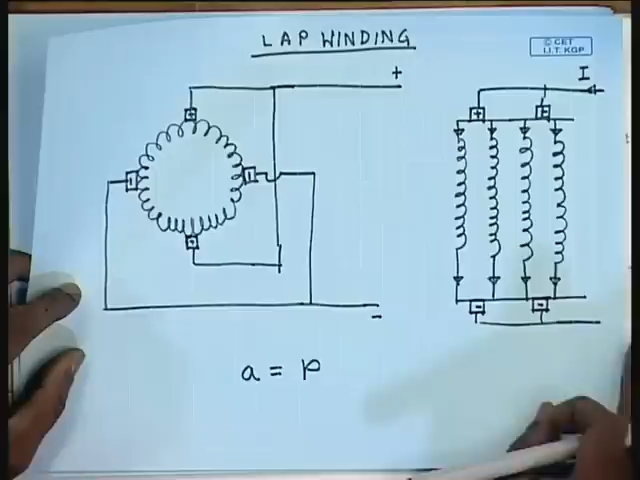 LAP WINDING
© CET
I.I.T. KGP
+
I
+
+ +
- -
+
- -
-
a = p